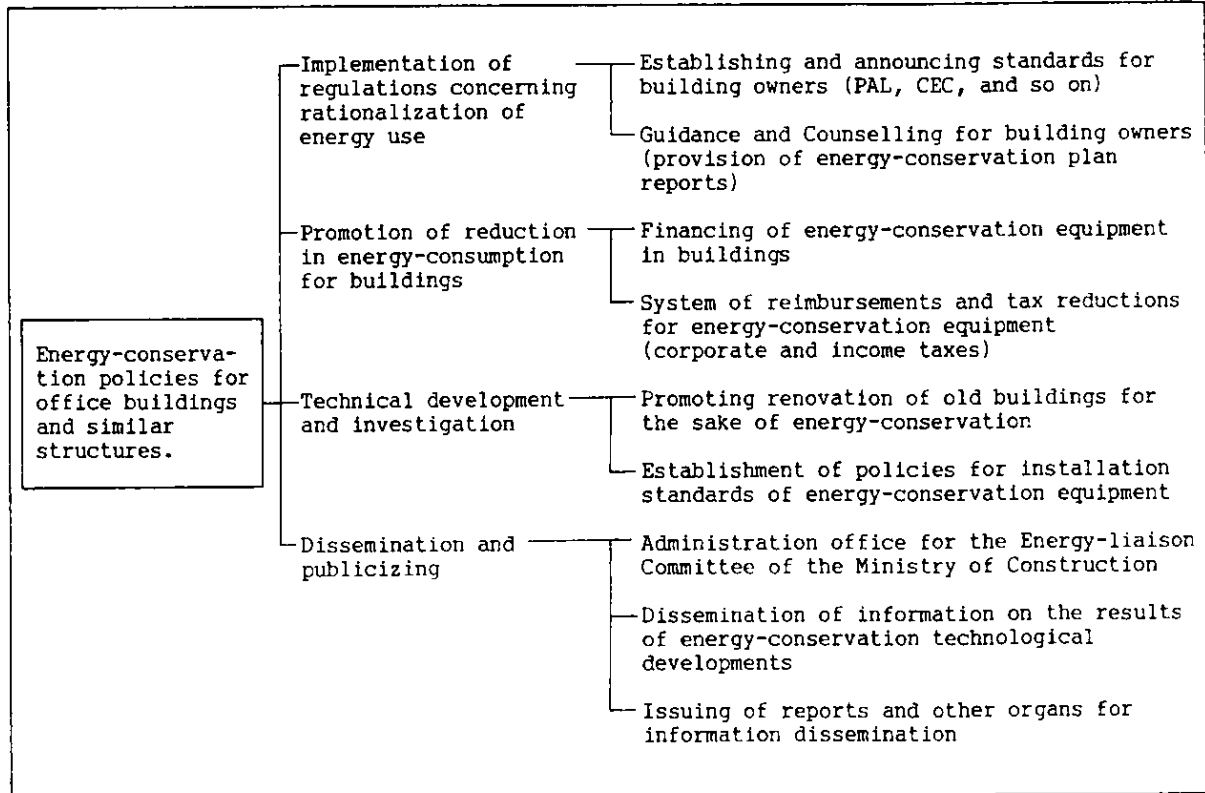 Energy-conserva-
tion policies for
office buildings
and similar
structures.
Implementation of
regulations concerning
rationalization of
energy use
Establishing and announcing standards for
building owners (PAL, CEC, and so on)
Guidance and Counselling for building owners
(provision of energy-conservation plan
reports)
Promotion of reduction
in energy-consumption
for buildings
Financing of energy-conservation equipment
in buildings
System of reimbursements and tax reductions
for energy-conservation equipment
(corporate and income taxes)
Technical development
and investigation
Promoting renovation of old buildings for
the sake of energy-conservation
Establishment of policies for installation
standards of energy-conservation equipment
Dissemination and
publicizing
Administration office for the Energy-liaison
Committee of the Ministry of Construction
Dissemination of information on the results
of energy-conservation technological
developments
Issuing of reports and other organs for
information dissemination